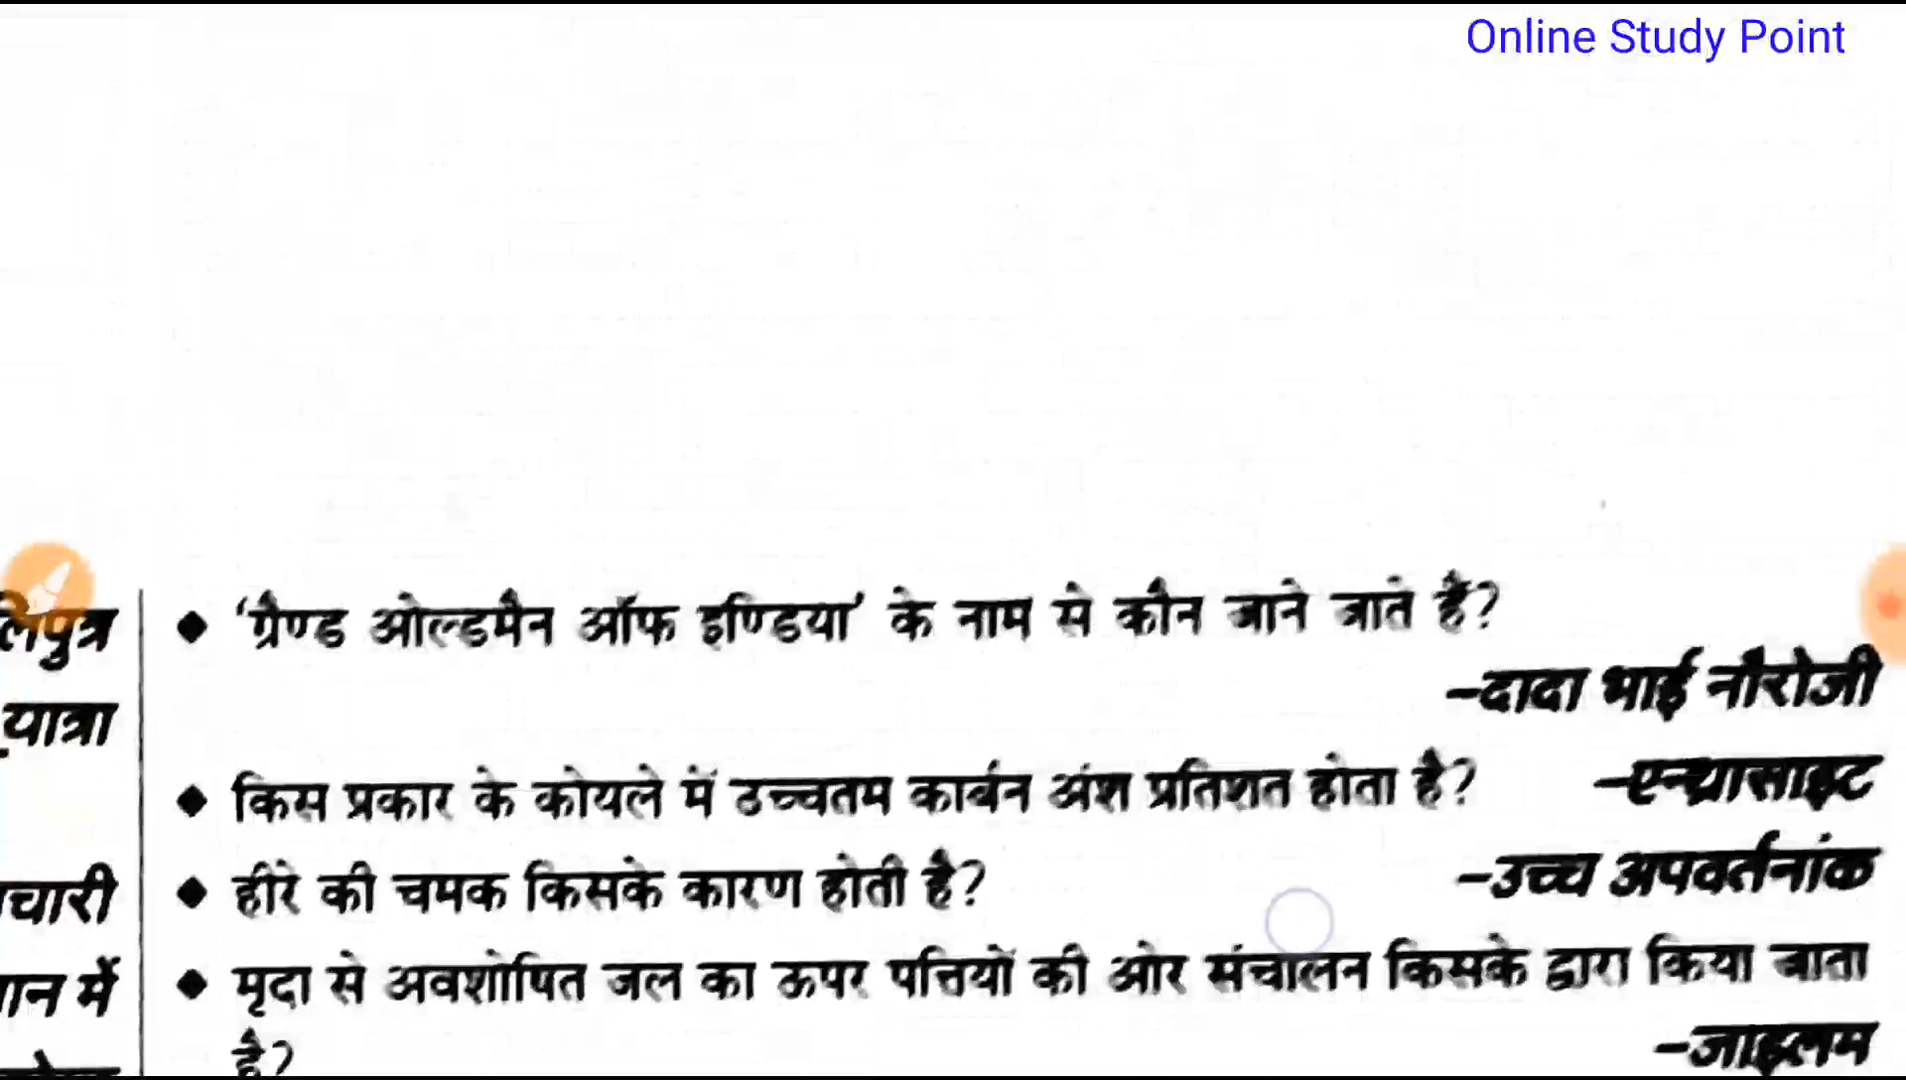 Online Study Point
लिपुत्र
यात्रा
चारी
ान में
◆ ‘ग्रैण्ड ओल्डमैन ऑफ इण्डिया’ के नाम से कौन जाने जाते हैं?
–दादा भाई नौरोजी
◆ किस प्रकार के कोयले में उच्चतम कार्बन अंश प्रतिशत होता है? –एन्थ्रासाइट
◆ हीरे की चमक किसके कारण होती है? –उच्च अपवर्तनांक
◆ मृदा से अवशोषित जल का ऊपर पत्तियों की ओर संचालन किसके द्वारा किया जाता
है? –जाइलम